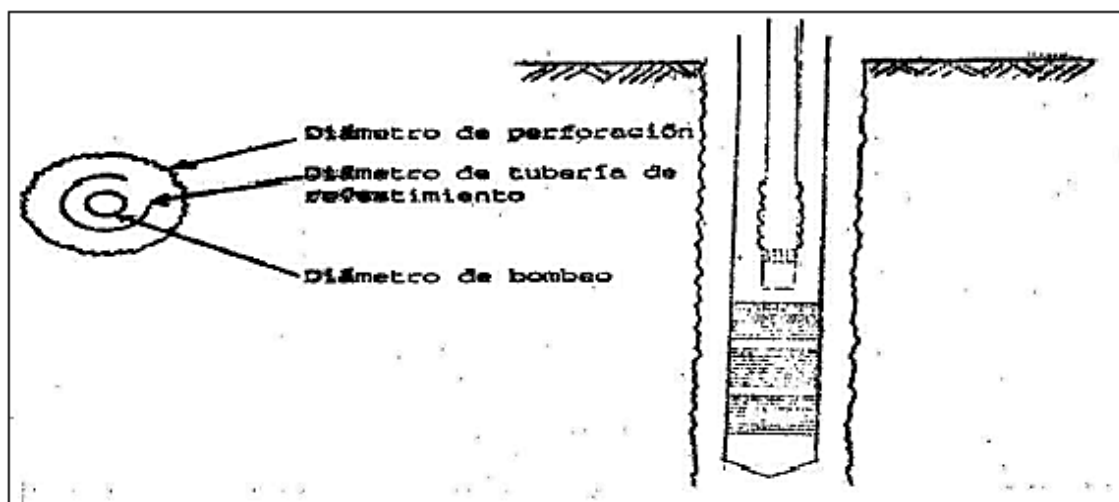 Diámetro de perforación
Diámetro de tubería de
revestimiento
Diámetro de bombeo